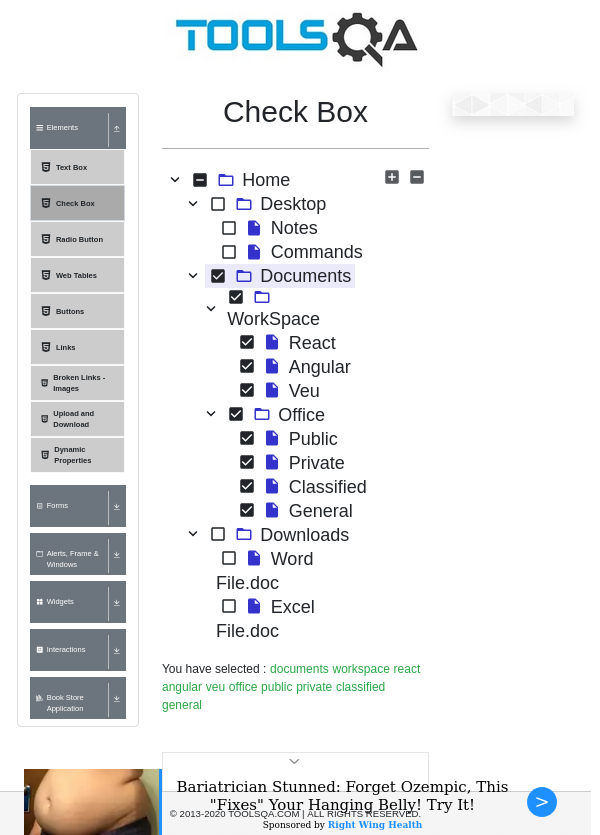 TOOLSQA
Elements
Text Box
Check Box
Radio Button
Web Tables
Buttons
Links
Broken Links -
Images
Upload and
Download
Dynamic
Properties
Forms
Alerts, Frame &
Windows
Widgets
Interactions
Book Store
Application
Check Box
Home
Desktop
Notes
Commands
Documents
WorkSpace
React
Angular
Veu
Office
Public
Private
Classified
General
Downloads
Word
File.doc
Excel
File.doc
You have selected : documents workspace react
angular veu office public private classified
general
Bariatrician Stunned: Forget Ozempic, This
"Fixes" Your Hanging Belly! Try It!
© 2013-2020 TOOLSQA.COM | ALL RIGHTS RESERVED.
Sponsored by Right Wing Health